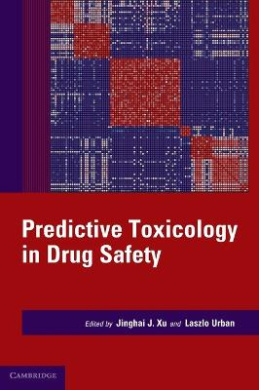 Predictive Toxicology
in Drug Safety
Edited by Jinghai J. Xu and Laszlo Urban
CAMBRIDGE